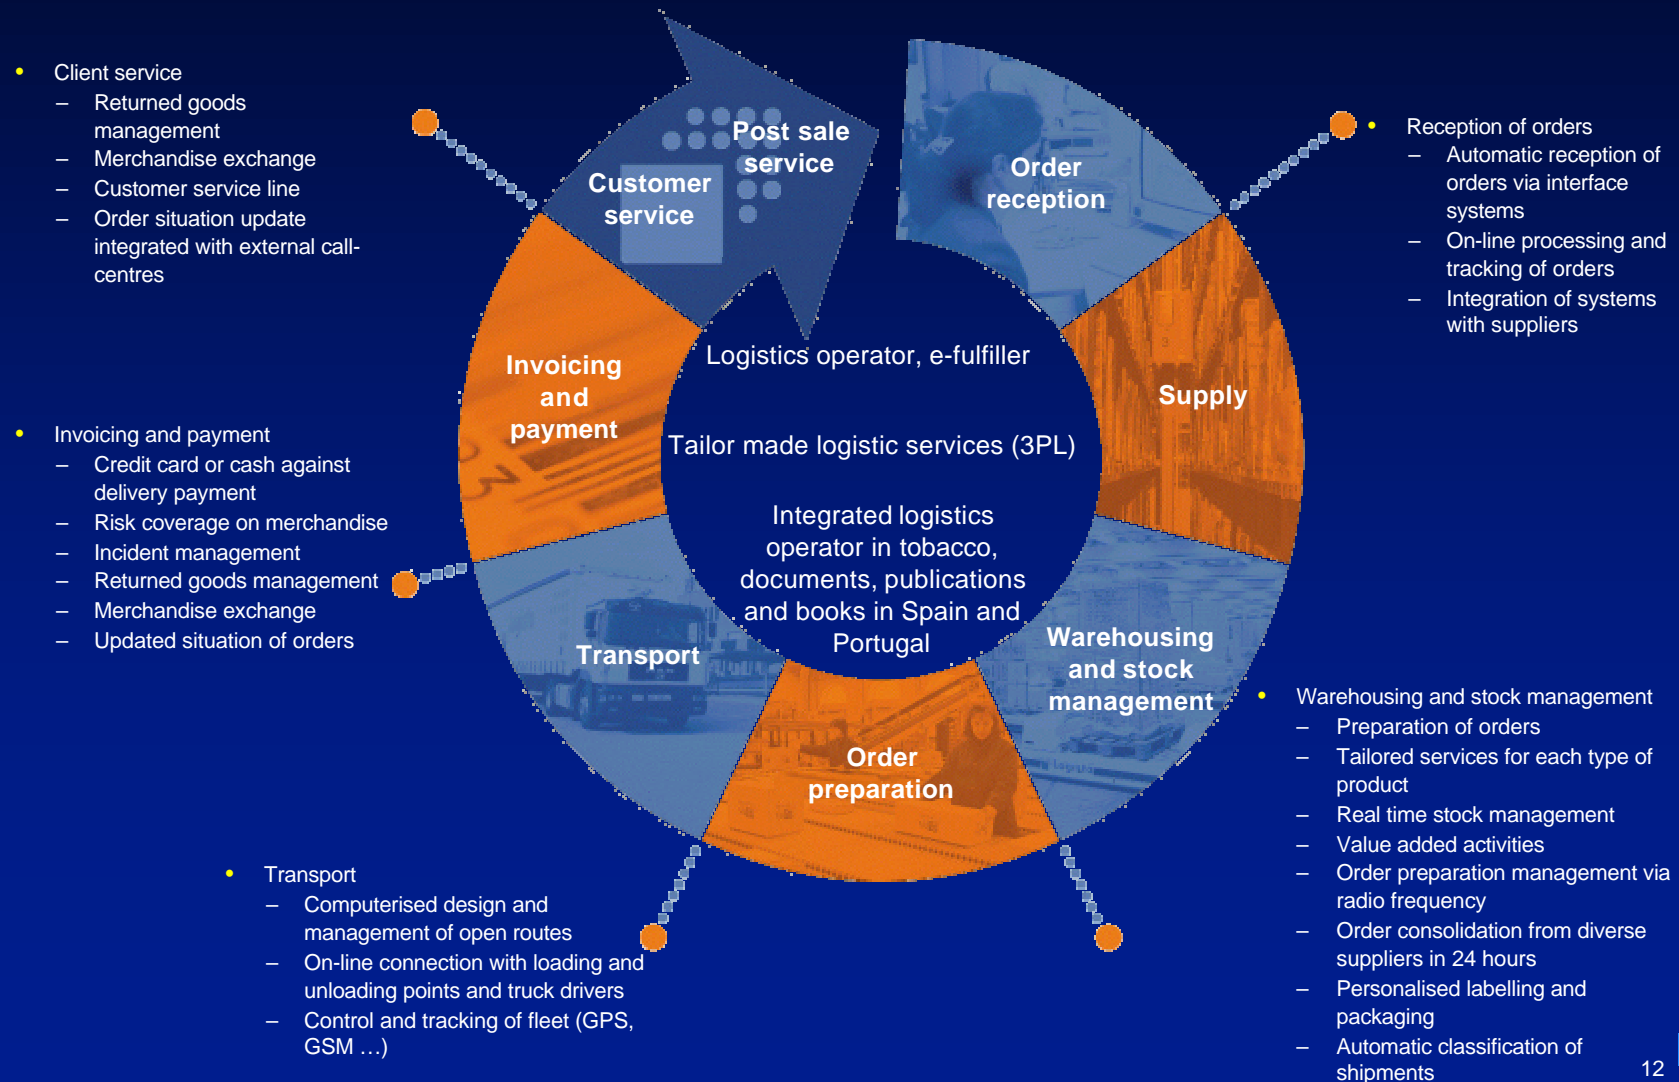 • Client service
– Returned goods
management
– Merchandise exchange
– Customer service line
– Order situation update
integrated with external call-
centres
• Invoicing and payment
– Credit card or cash against
delivery payment
– Risk coverage on merchandise
– Incident management
– Returned goods management
– Merchandise exchange
– Updated situation of orders
• Transport
– Computerised design and
management of open routes
– On-line connection with loading and
unloading points and truck drivers
– Control and tracking of fleet (GPS,
GSM …)
Post sale
service
Customer
service
Order
reception
Invoicing
and
payment
Supply
Transport
Warehousing
and stock
management
Order
preparation
Logistics operator, e-fulfiller
Tailor made logistic services (3PL)
Integrated logistics
operator in tobacco,
documents, publications
and books in Spain and
Portugal
• Reception of orders
– Automatic reception of
orders via interface
systems
– On-line processing and
tracking of orders
– Integration of systems
with suppliers
• Warehousing and stock management
– Preparation of orders
– Tailored services for each type of
product
– Real time stock management
– Value added activities
– Order preparation management via
radio frequency
– Order consolidation from diverse
suppliers in 24 hours
– Personalised labelling and
packaging
– Automatic classification of
shipments
12